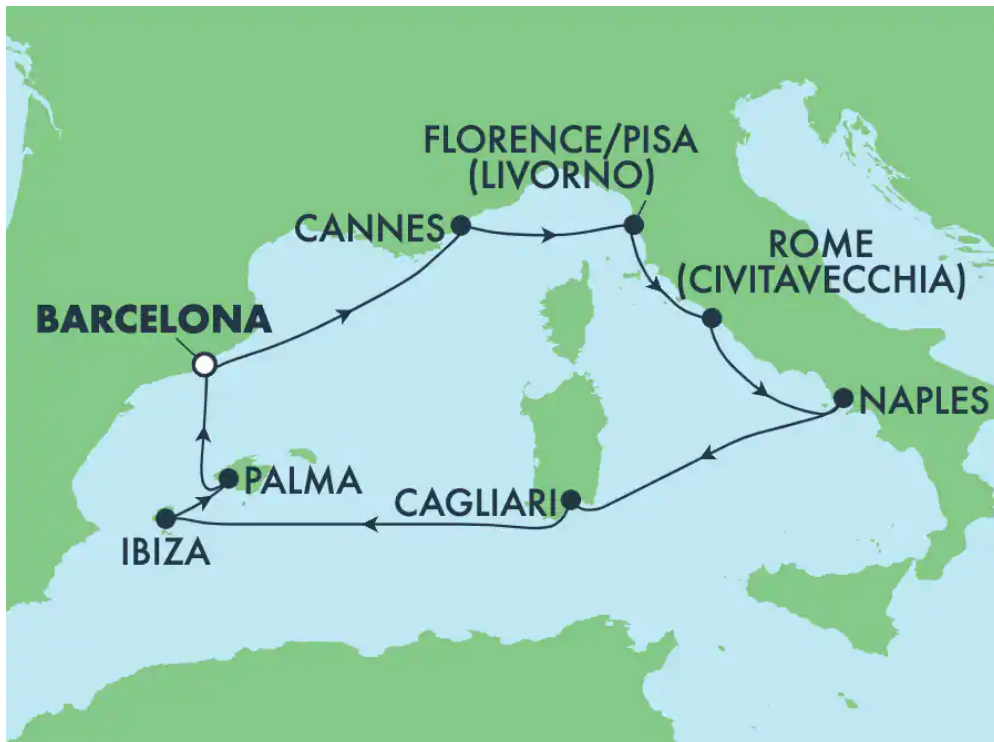 FLORENCE/PISA
(LIVORNO)
CANNES
ROME
(CIVITAVECCHIA)
BARCELONA
NAPLES
PALMA
CAGLIARI
IBIZA